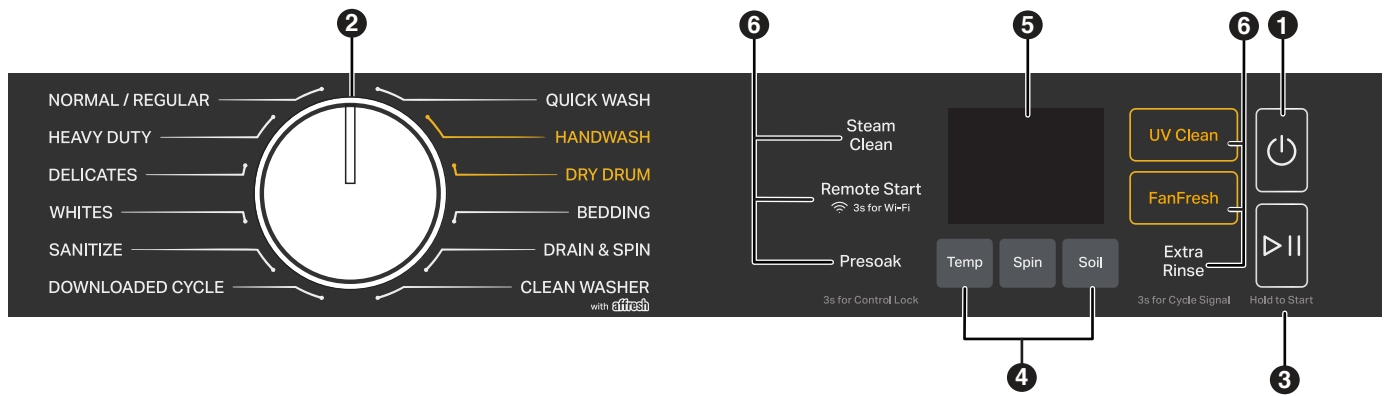 2
6
5
6
1
NORMAL / REGULAR
HEAVY DUTY
DELICATES
WHITES
SANITIZE
DOWNLOADED CYCLE
QUICK WASH
HANDWASH
DRY DRUM
BEDDING
DRAIN & SPIN
CLEAN WASHER
with affresh
Steam
Clean
Remote Start
3s for Wi-Fi
Presoak
3s for Control Lock
Temp
Spin
Soil
UV Clean
FanFresh
Extra
Rinse
3s for Cycle Signal
Hold to Start
4
3